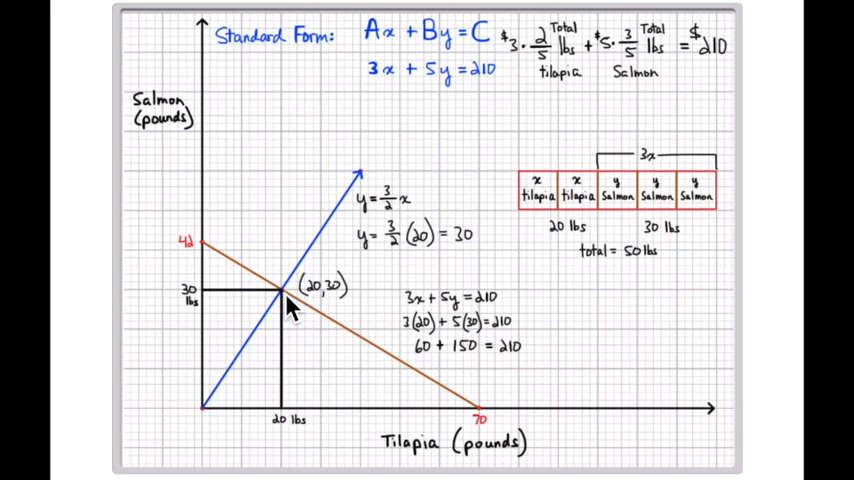 Standard Form:
Ax + By = C
3x + 5y = 210
$3 · 2/5 Total lbs + $5 · 3/5 Total lbs = $210
tilapia Salmon
Salmon
(pounds)
3x
x x y y y
tilapia tilapia Salmon Salmon Salmon
20 lbs 30 lbs
total = 50 lbs
y = 3/2 x
y = 3/2 (20) = 30
42
30
lbs
(20,30)
3x + 5y = 210
3(20) + 5(30) = 210
60 + 150 = 210
20 lbs
70
Tilapia (pounds)